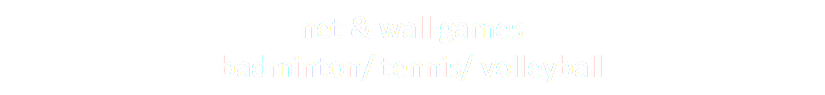 net & wall games
badminton/ tennis/ volleyball